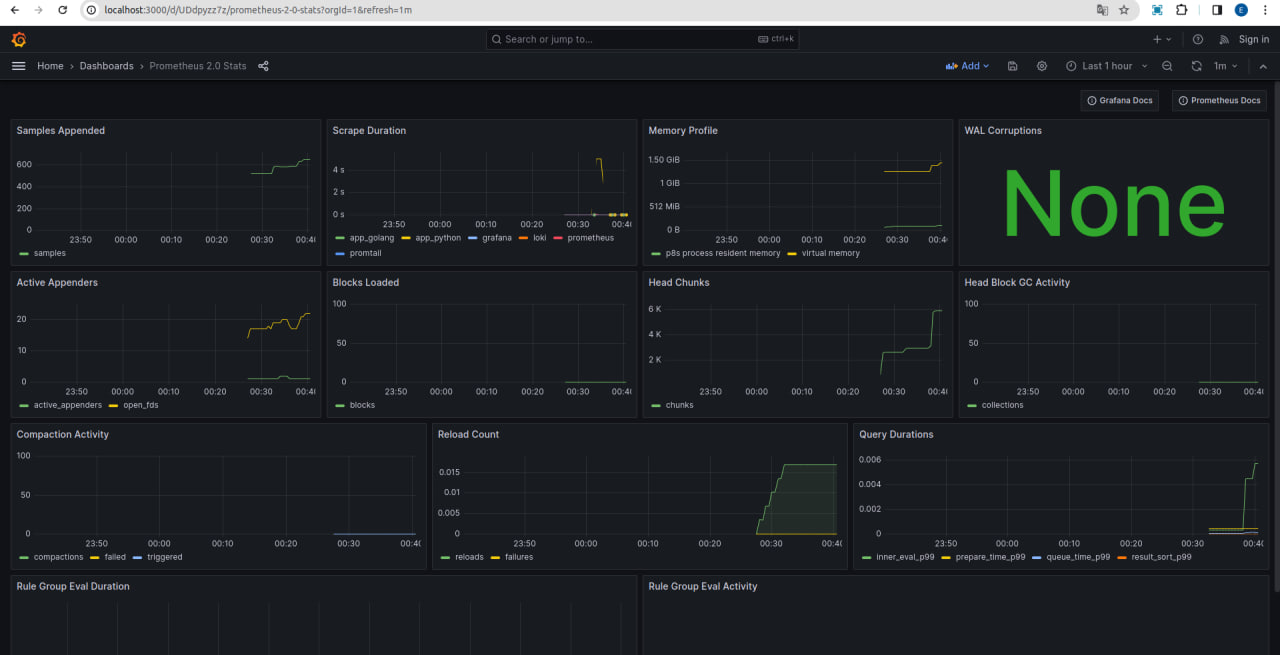 localhost:3000/d/UDdpyzz7z/prometheus-2-0-stats?orgId=1&refresh=1m
E
Search or jump to...
ctrl+k
Sign in
Home › Dashboards › Prometheus 2.0 Stats
Add
Last 1 hour
1m
Grafana Docs
Prometheus Docs
Samples Appended
600
400
200
0
23:50 00:00 00:10 00:20 00:30 00:4
samples
Scrape Duration
4 s
2 s
0 s
23:50 00:00 00:10 00:20 00:30 00:4
app_golang app_python grafana loki prometheus
promtail
Memory Profile
1.50 GiB
1 GiB
512 MiB
0 B
23:50 00:00 00:10 00:20 00:30 00:4
p8s process resident memory virtual memory
WAL Corruptions
None
Active Appenders
20
10
0
23:50 00:00 00:10 00:20 00:30 00:4
active_appenders open_fds
Blocks Loaded
100
50
0
23:50 00:00 00:10 00:20 00:30 00:4
blocks
Head Chunks
6 K
4 K
2 K
23:50 00:00 00:10 00:20 00:30 00:4
chunks
Head Block GC Activity
100
50
0
23:50 00:00 00:10 00:20 00:30 00:4
collections
Compaction Activity
100
50
0
23:50 00:00 00:10 00:20 00:30 00:4
compactions failed triggered
Reload Count
0.015
0.01
0.005
0
23:50 00:00 00:10 00:20 00:30 00:4
reloads failures
Query Durations
0.006
0.004
0.002
0
23:50 00:00 00:10 00:20 00:30 00:4
inner_eval_p99 prepare_time_p99 queue_time_p99 result_sort_p99
Rule Group Eval Duration
Rule Group Eval Activity